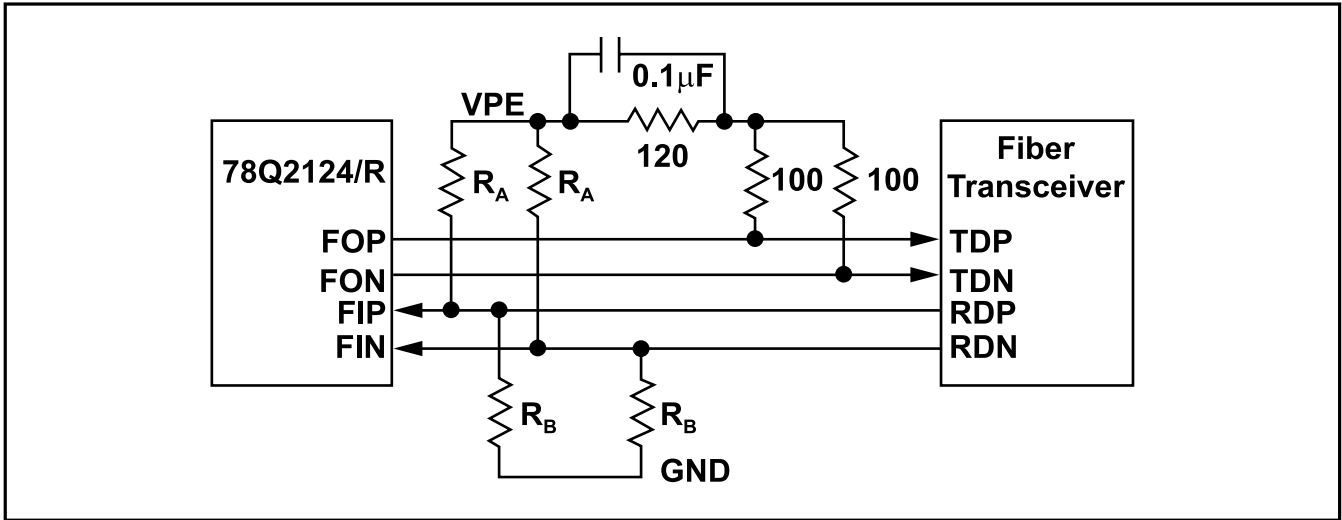 0.1µF
VPE
120
78Q2124/R
R_A
R_A
100
100
Fiber
Transceiver
FOP
FON
FIP
FIN
TDP
TDN
RDP
RDN
R_B
R_B
GND